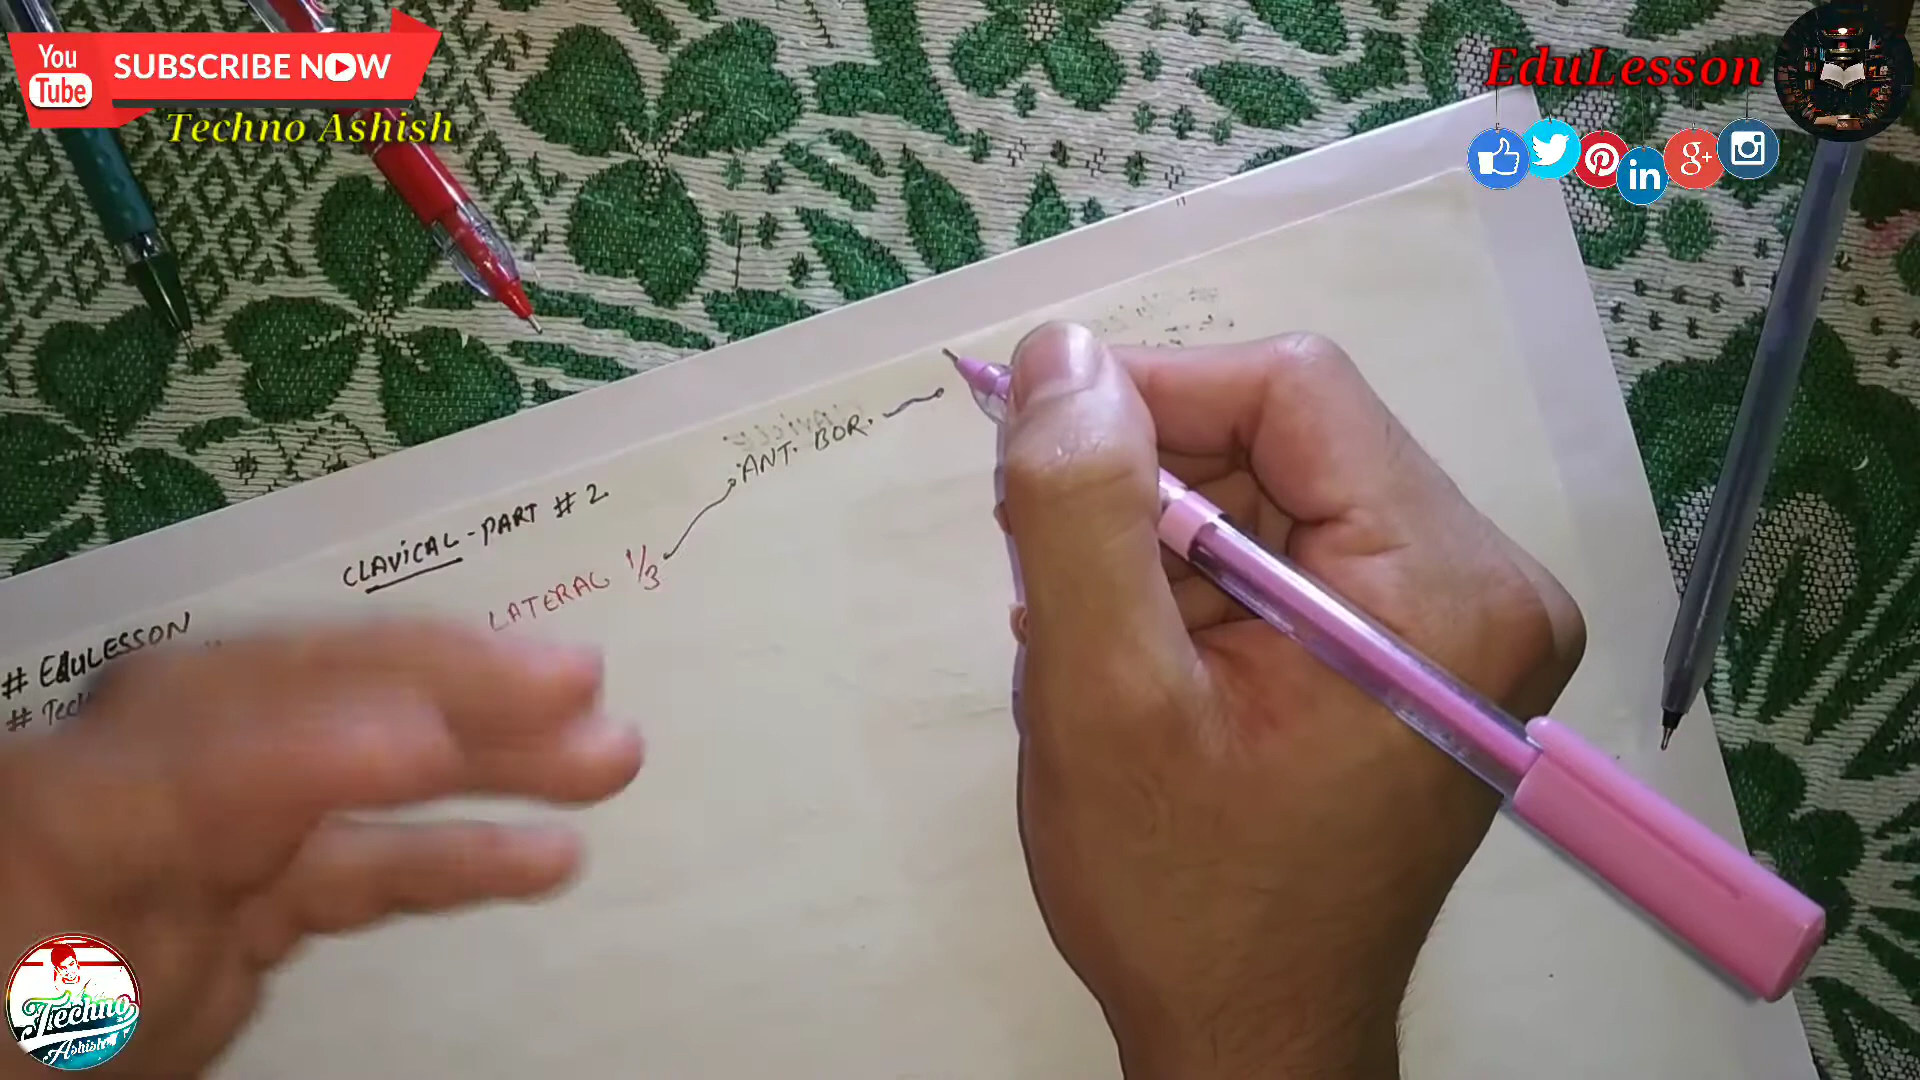 You
Tube
SUBSCRIBE NOW
Techno Ashish
EduLesson
CLAVICAL - PART # 2
ANT. BOR.
LATERAL 1/3
# EduLESSON
Techno
Ashish